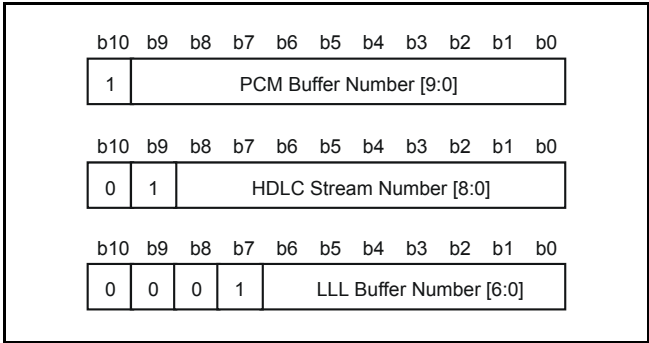 b10 b9 b8 b7 b6 b5 b4 b3 b2 b1 b0
1 PCM Buffer Number [9:0]
b10 b9 b8 b7 b6 b5 b4 b3 b2 b1 b0
0 1 HDLC Stream Number [8:0]
b10 b9 b8 b7 b6 b5 b4 b3 b2 b1 b0
0 0 0 1 LLL Buffer Number [6:0]